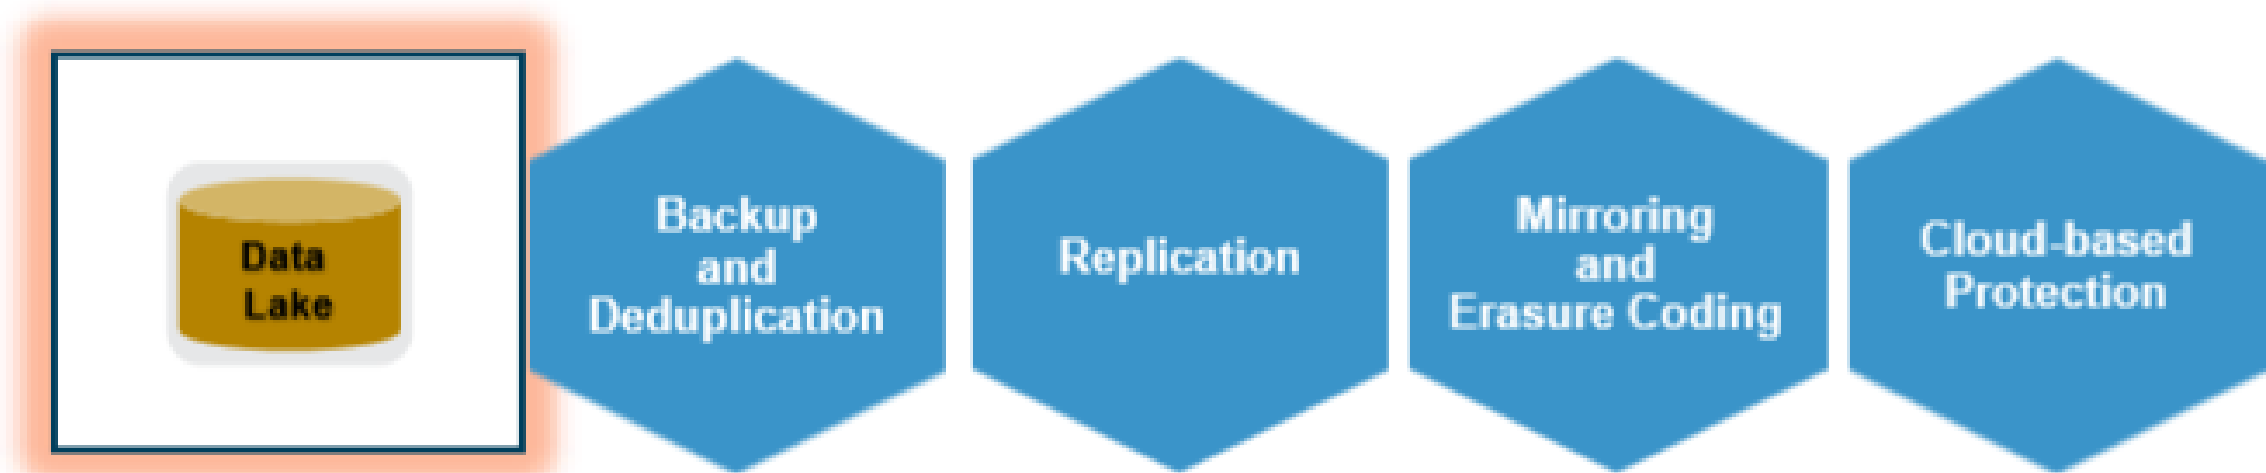 Data
Lake
Backup
and
Deduplication
Replication
Mirroring
and
Erasure Coding
Cloud-based
Protection